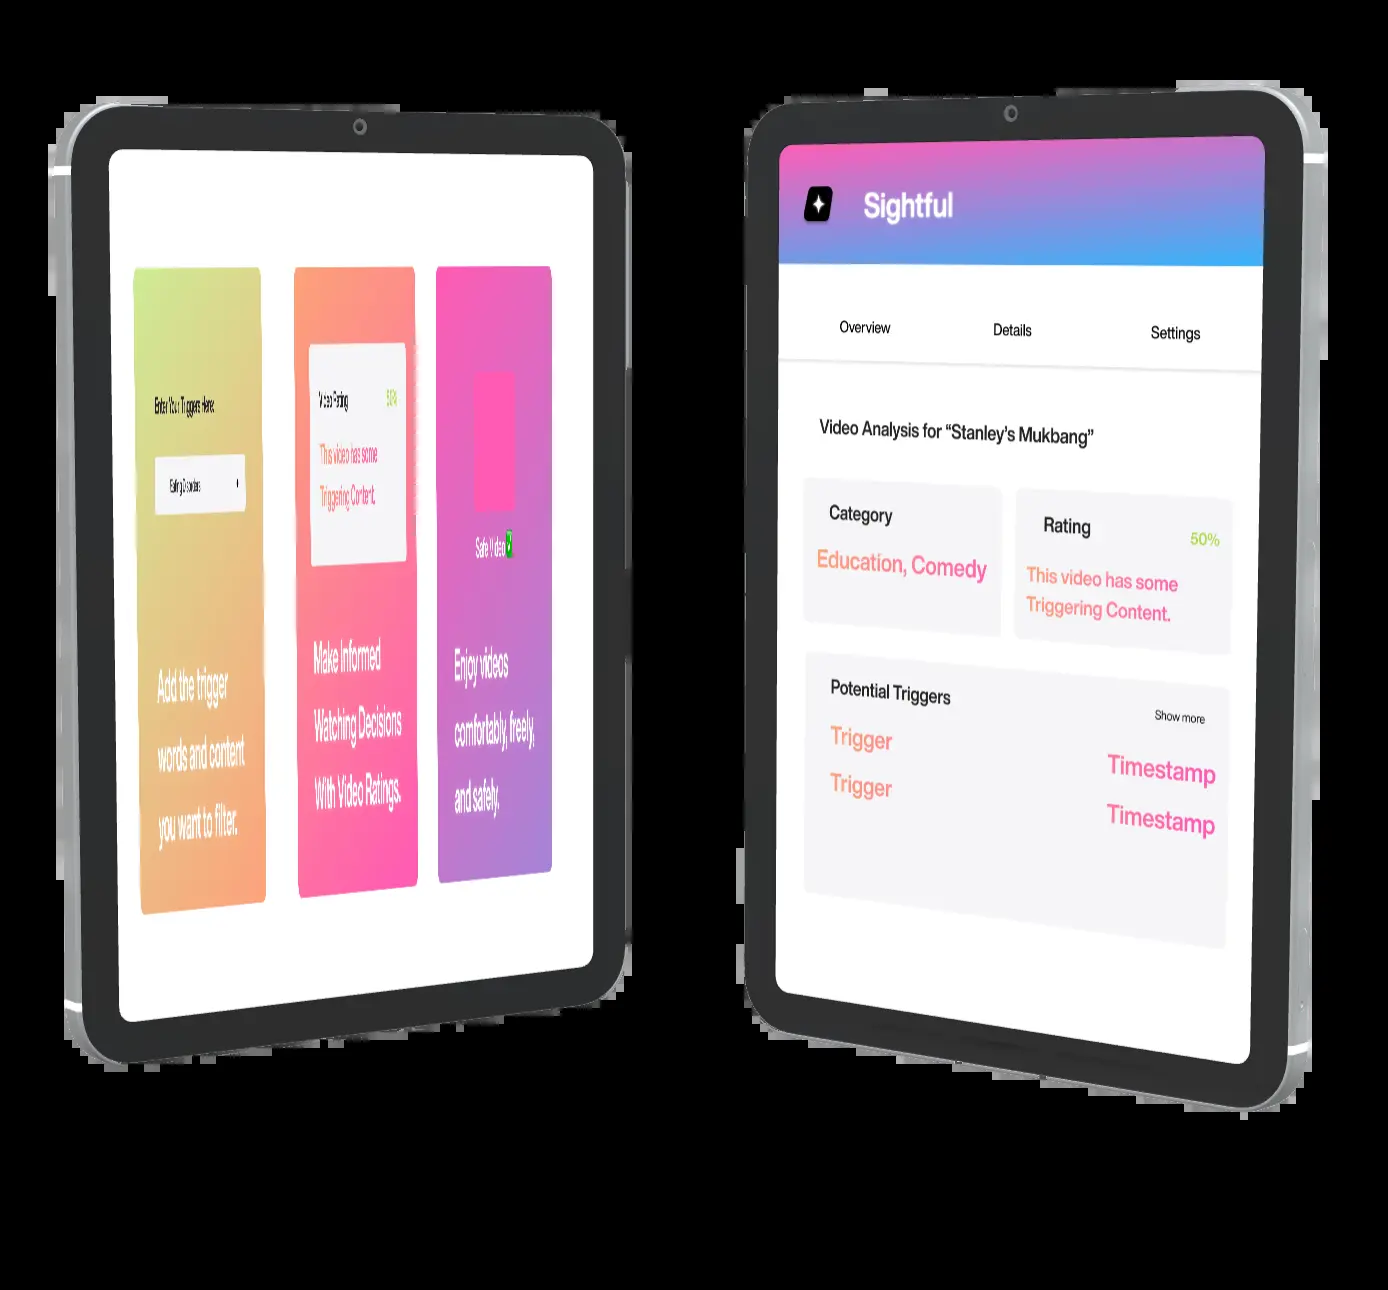 Enter Your Triggers Here:
Eating Disorders +
Add the trigger
words and content
you want to filter.
Video Rating 50%
This video has some
Triggering Content.
Make Informed
Watching Decisions
With Video Ratings.
Safe Video✅
Enjoy videos
comfortably, freely,
and safely.
Sightful
Overview Details Settings
Video Analysis for “Stanley’s Mukbang”
Category
Education, Comedy
Rating 50%
This video has some
Triggering Content.
Potential Triggers
Show more
Trigger Timestamp
Trigger Timestamp